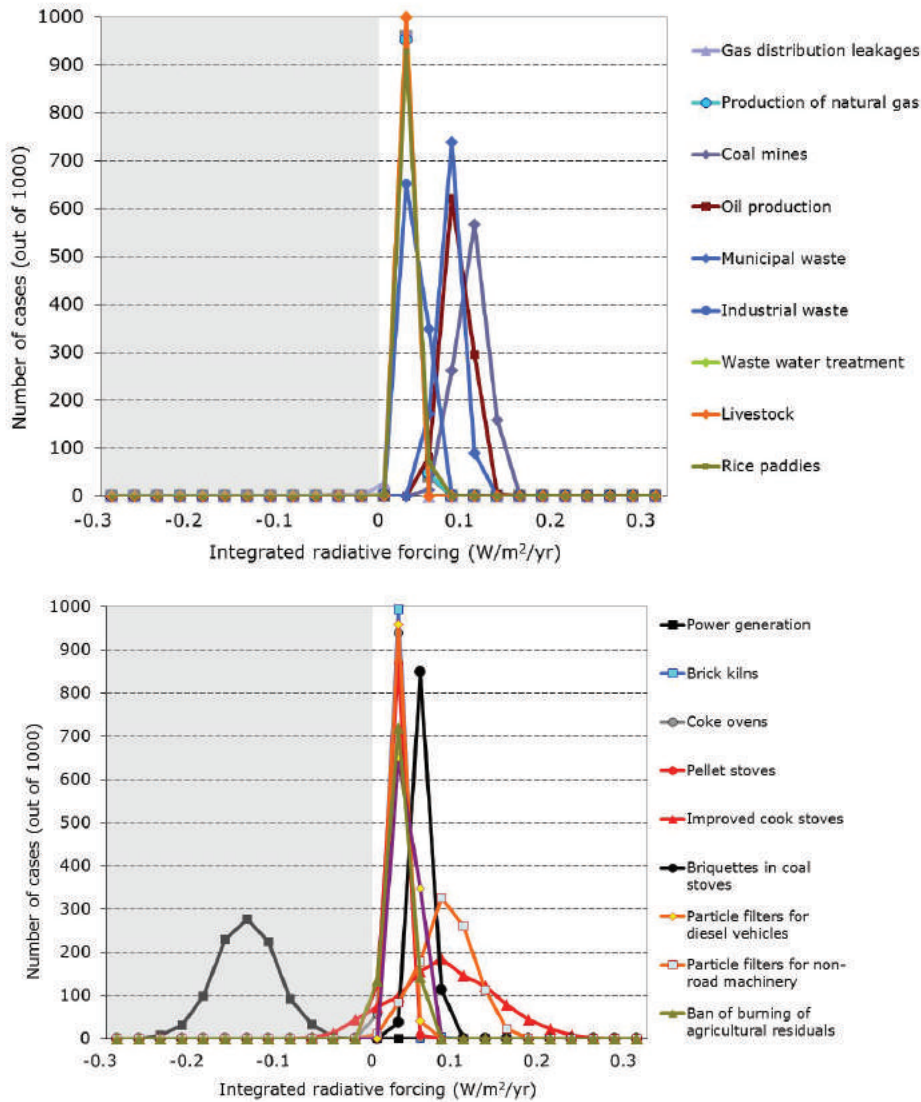 1000
900
800
700
600
500
400
300
200
100
0
Number of cases (out of 1000)
-0.3 -0.2 -0.1 0 0.1 0.2 0.3
Integrated radiative forcing (W/m²/yr)
Gas distribution leakages
Production of natural gas
Coal mines
Oil production
Municipal waste
Industrial waste
Waste water treatment
Livestock
Rice paddies
1000
900
800
700
600
500
400
300
200
100
0
Number of cases (out of 1000)
-0.3 -0.2 -0.1 0 0.1 0.2 0.3
Integrated radiative forcing (W/m²/yr)
Power generation
Brick kilns
Coke ovens
Pellet stoves
Improved cook stoves
Briquettes in coal
stoves
Particle filters for
diesel vehicles
Particle filters for non-
road machinery
Ban of burning of
agricultural residuals